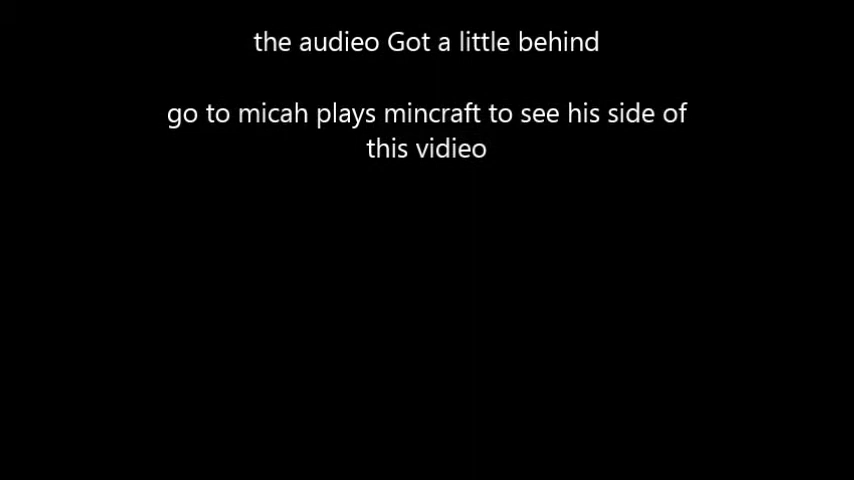 the audieo Got a little behind
go to micah plays mincraft to see his side of
this vidieo